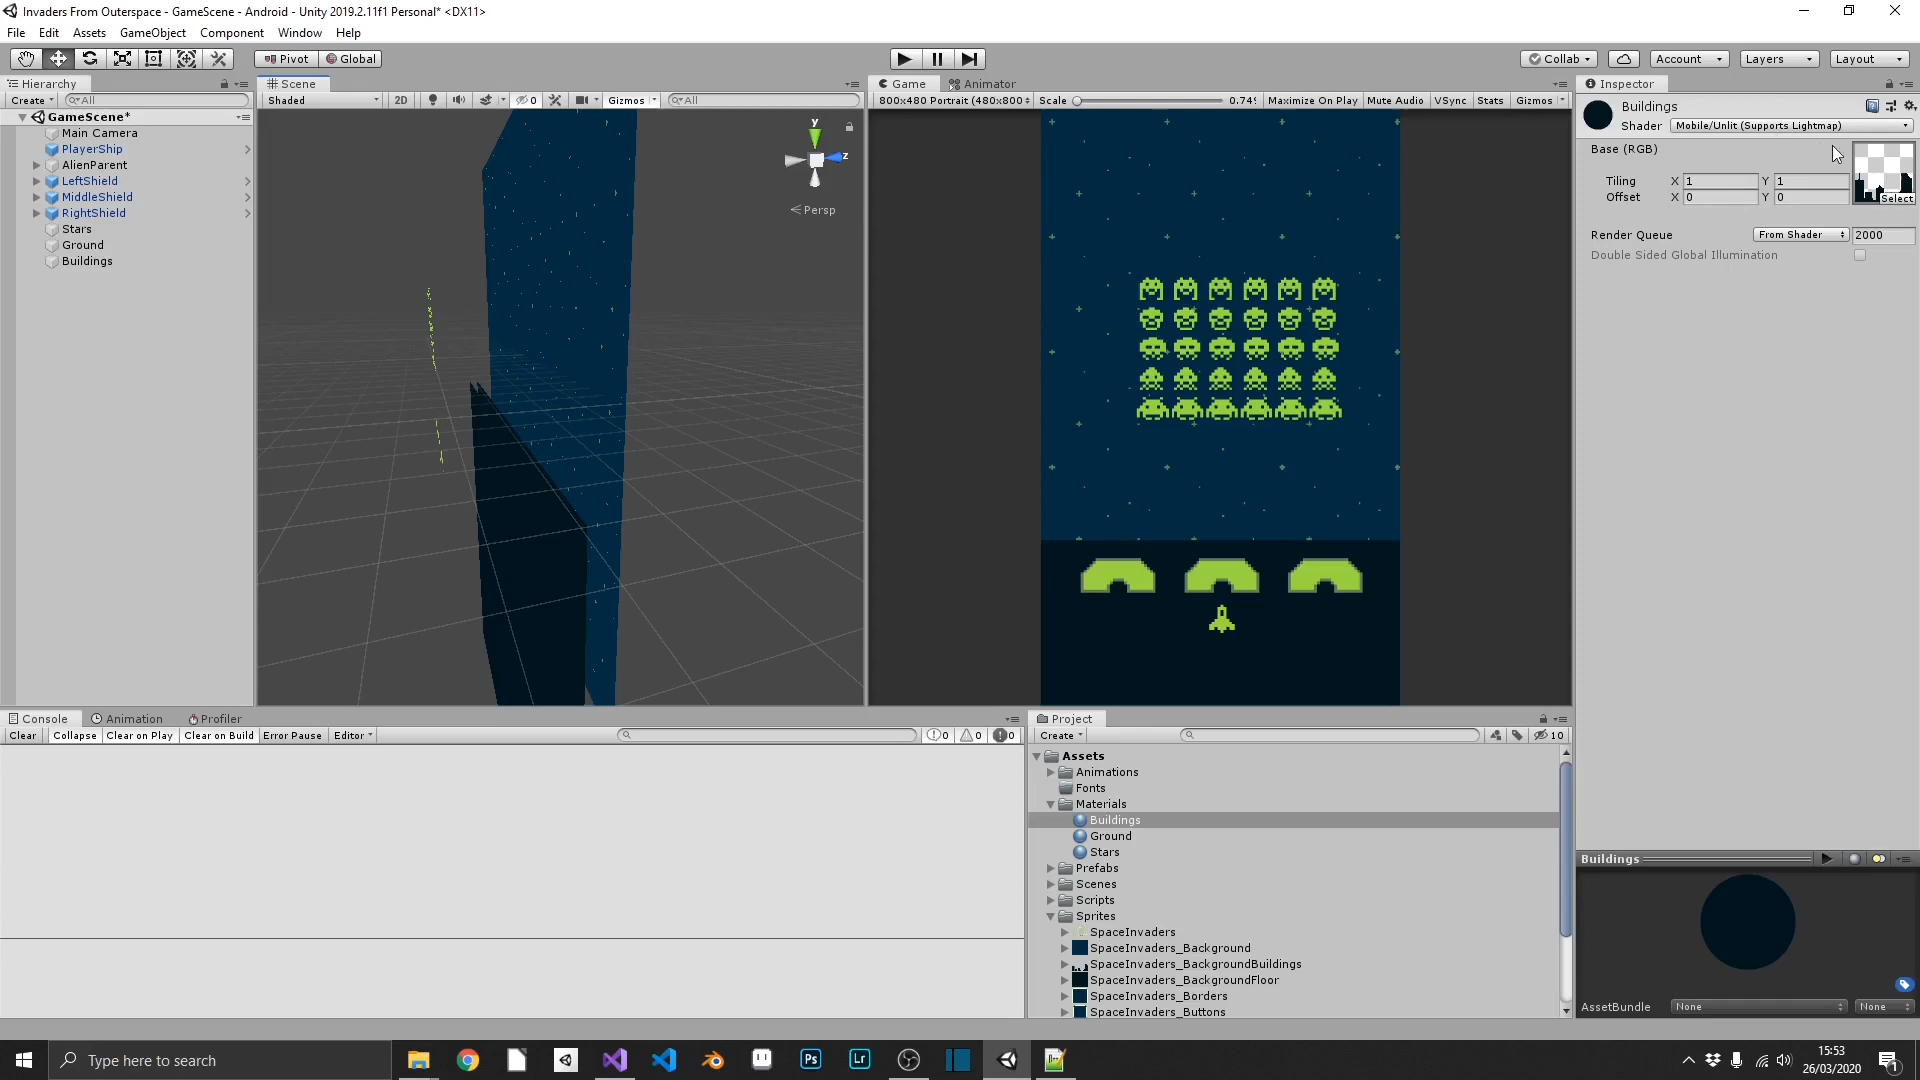 Invaders From Outerspace - GameScene - Android - Unity 2019.2.11f1 Personal* <DX11>
File Edit Assets GameObject Component Window Help
Pivot Global Collab Account Layers Layout
Hierarchy
Create All
GameScene*
Main Camera
PlayerShip
AlienParent
LeftShield
MiddleShield
RightShield
Stars
Ground
Buildings
Scene
Shaded 2D 0 Gizmos All
y
z
Persp
Game Animator
800x480 Portrait (480x800 Scale 0.74 Maximize On Play Mute Audio VSync Stats Gizmos
Inspector
Buildings
Shader Mobile/Unlit (Supports Lightmap)
Base (RGB)
Tiling X 1 Y 1
Offset X 0 Y 0
Select
Render Queue From Shader 2000
Double Sided Global Illumination
Console Animation Profiler
Clear Collapse Clear on Play Clear on Build Error Pause Editor 0 0 0
Project
Create 10
Assets
Animations
Fonts
Materials
Buildings
Ground
Stars
Prefabs
Scenes
Scripts
Sprites
SpaceInvaders
SpaceInvaders_Background
SpaceInvaders_BackgroundBuildings
SpaceInvaders_BackgroundFloor
SpaceInvaders_Borders
SpaceInvaders_Buttons
Buildings
AssetBundle None None
Type here to search
Ps
Lr
15:53
26/03/2020
1